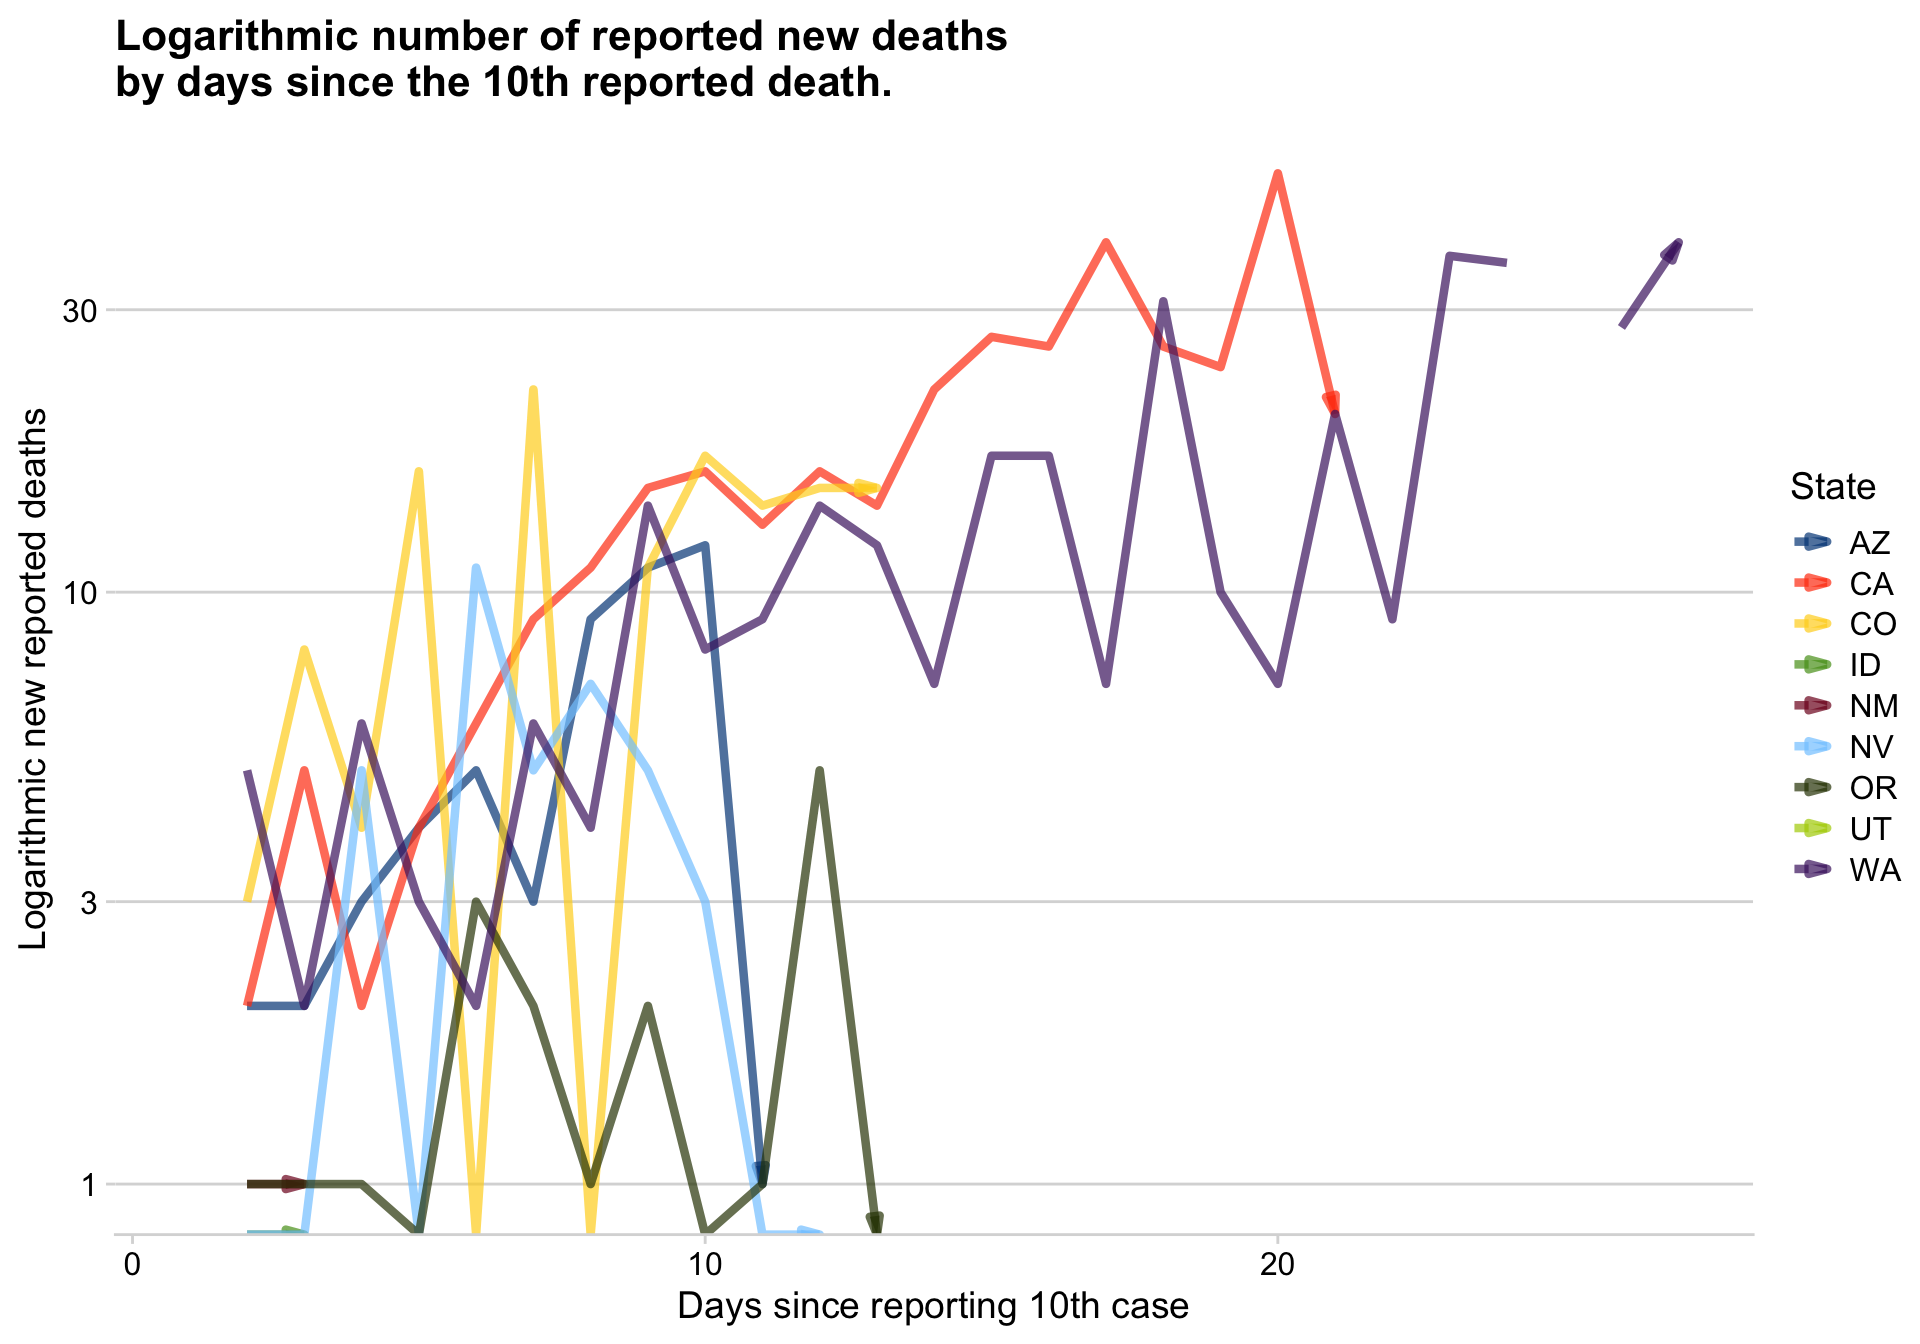 Logarithmic number of reported new deaths
by days since the 10th reported death.
Logarithmic new reported deaths
30
10
3
1
0
10
20
Days since reporting 10th case
State
AZ
CA
CO
ID
NM
NV
OR
UT
WA